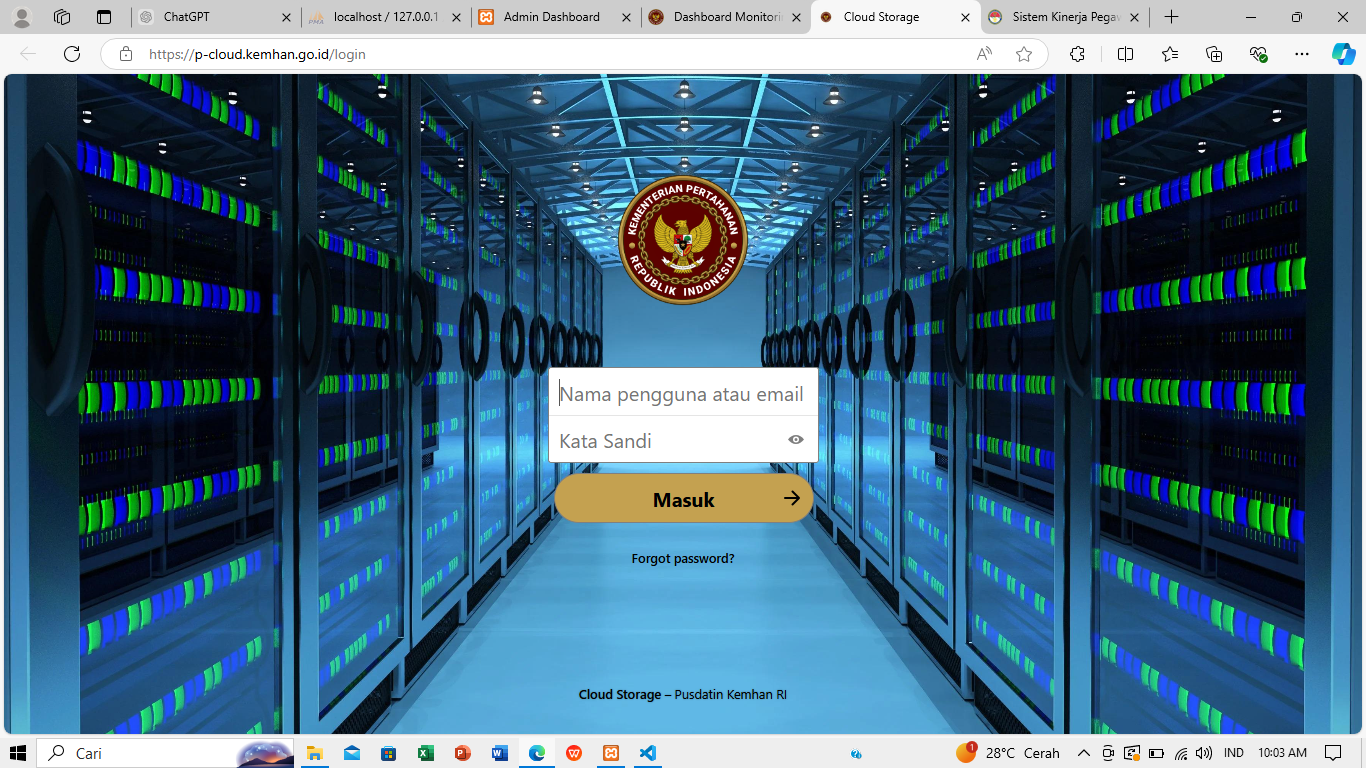 ChatGPT
localhost / 127.0.0.1
Admin Dashboard
Dashboard Monitorin
Cloud Storage
Sistem Kinerja Pegaw
https://p-cloud.kemhan.go.id/login
KEMENTERIAN PERTAHANAN
REPUBLIK INDONESIA
Nama pengguna atau email
Kata Sandi
Masuk
Forgot password?
Cloud Storage – Pusdatin Kemhan RI
Cari
1
28°C Cerah
IND
10:03 AM